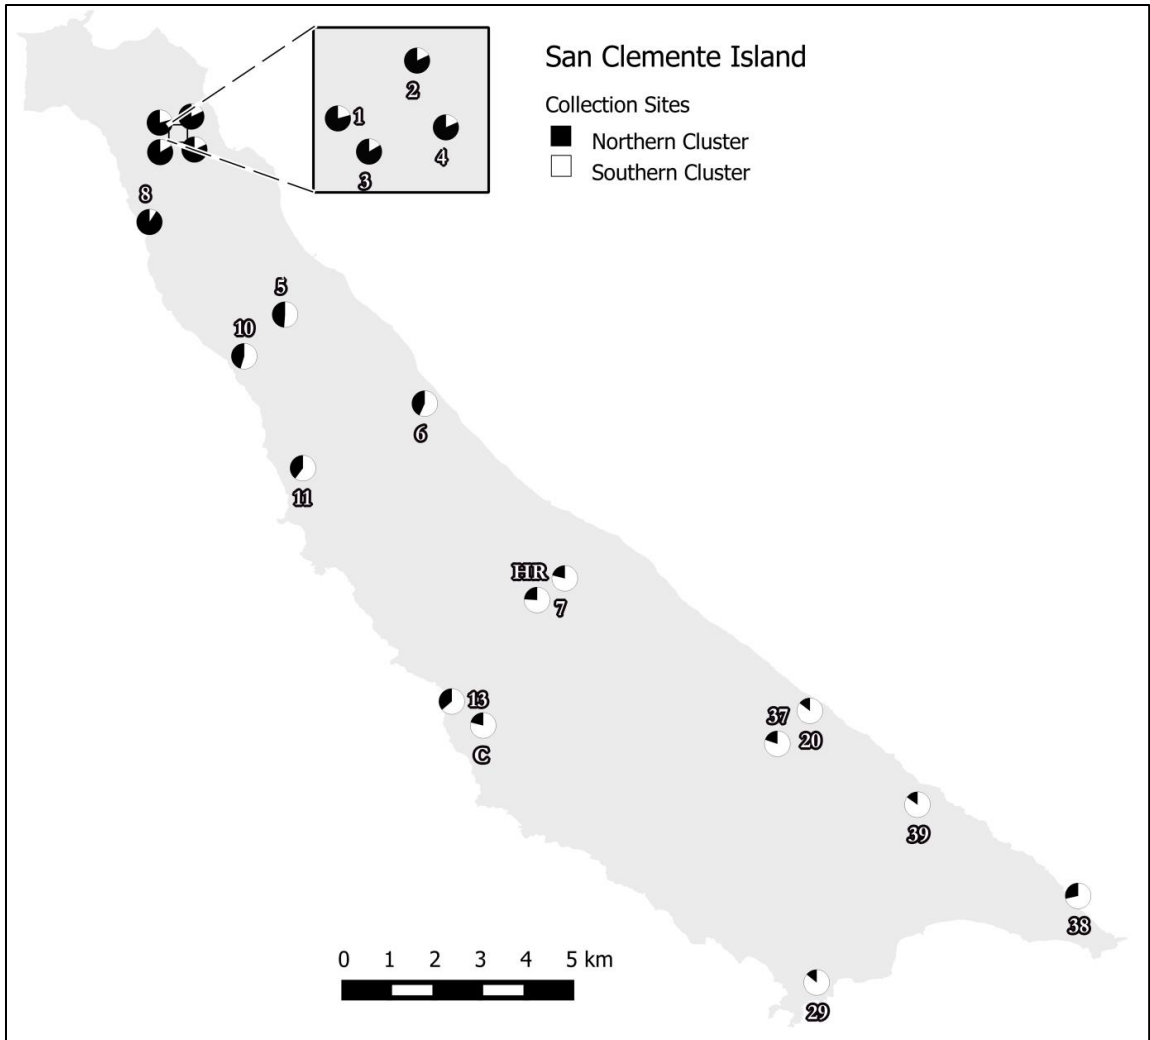 San Clemente Island
Collection Sites
Northern Cluster
Southern Cluster
2
1
4
3
8
5
10
6
11
HR
7
13
C
37
20
39
38
29
0 1 2 3 4 5 km